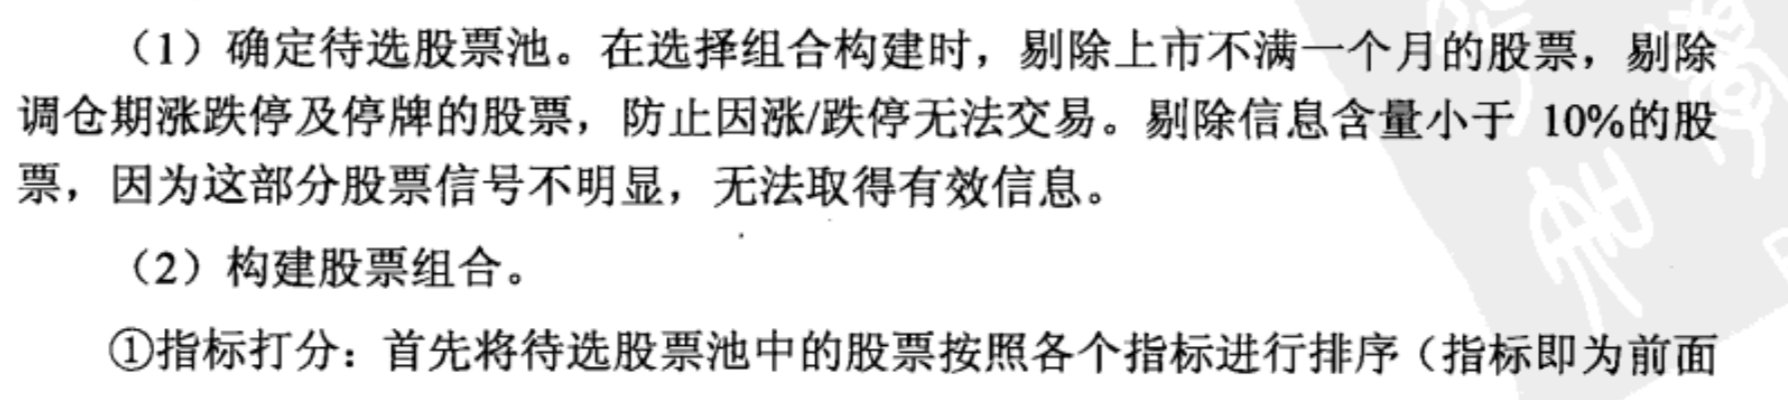 （1）确定待选股票池。在选择组合构建时，剔除上市不满一个月的股票，剔除
调仓期涨跌停及停牌的股票，防止因涨/跌停无法交易。剔除信息含量小于 10%的股
票，因为这部分股票信号不明显，无法取得有效信息。
（2）构建股票组合。
①指标打分：首先将待选股票池中的股票按照各个指标进行排序（指标即为前面